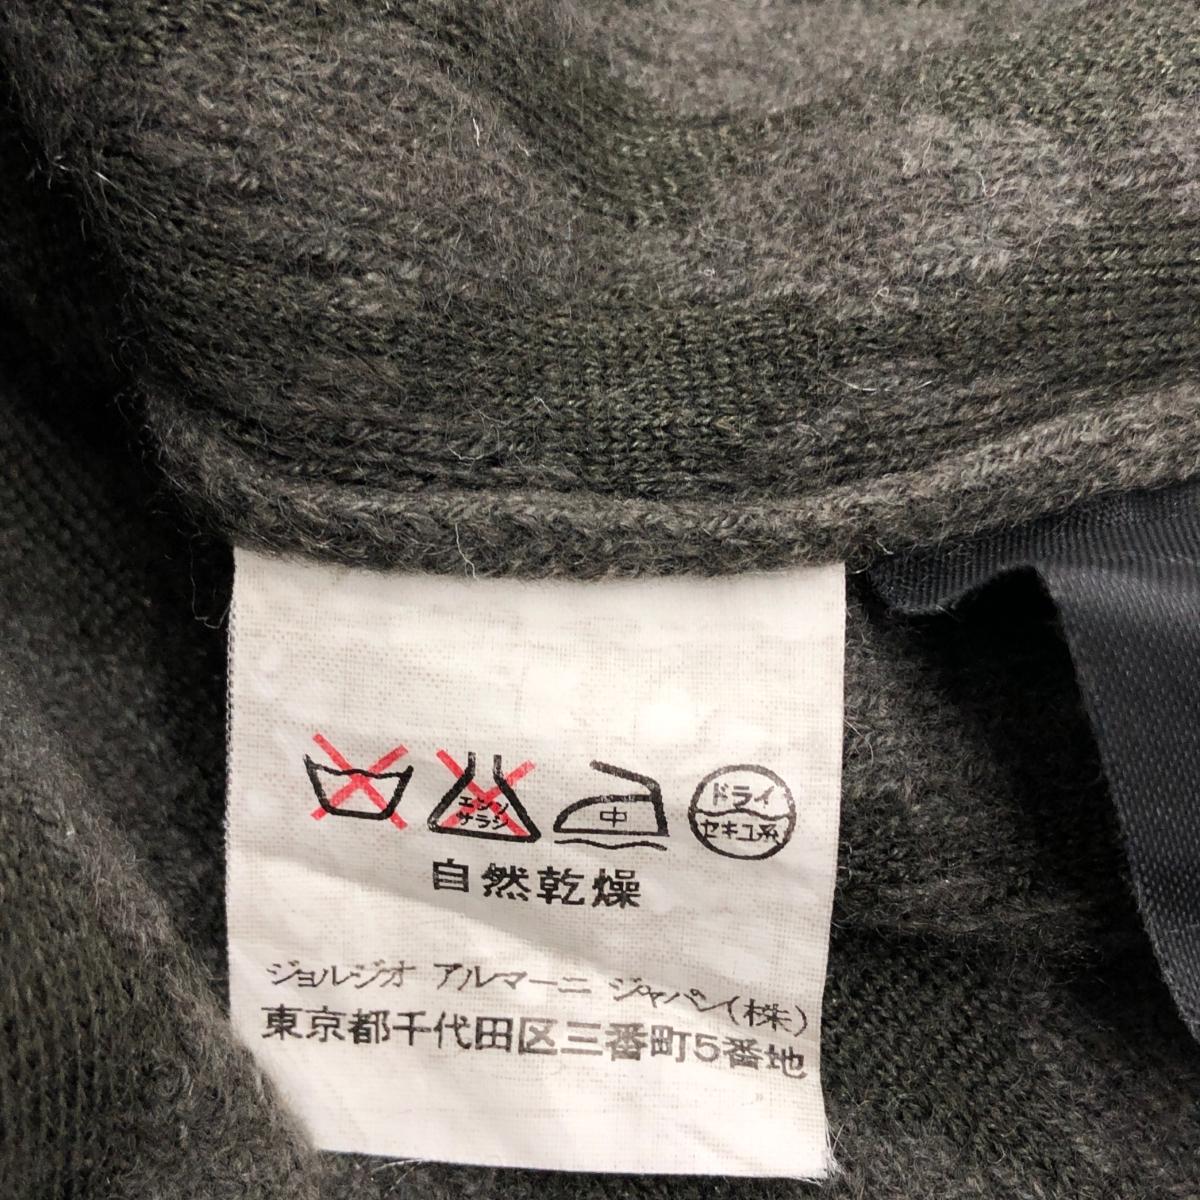 エンソ サラシ 中 ドライ セキユ系
自然乾燥
ジョルジオ アルマーニ ジャパン(株)
東京都千代田区三番町5番地